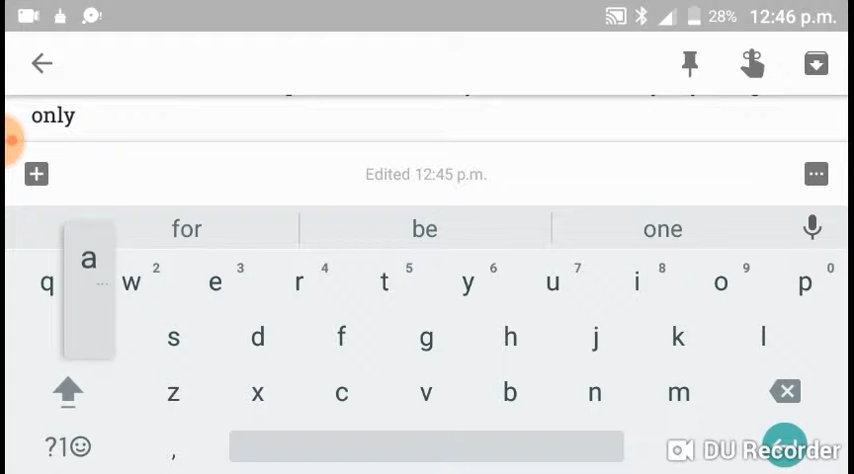 28% 12:46 p.m.
only
Edited 12:45 p.m.
for be one
a
q w 2 e 3 r 4 t 5 y 6 u 7 i 8 o 9 p 0
s d f g h j k l
z x c v b n m
?1☺ , DU Recorder